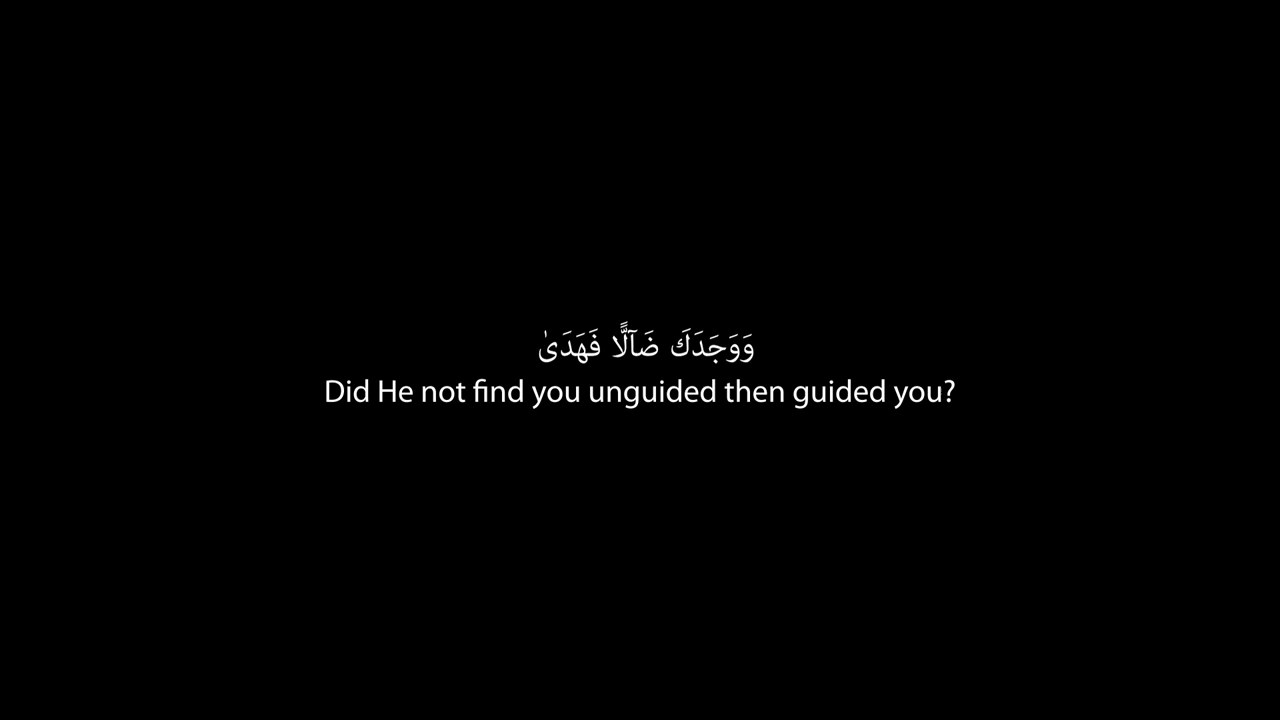 وَوَجَدَكَ ضَآلًّا فَهَدَىٰ
Did He not find you unguided then guided you?